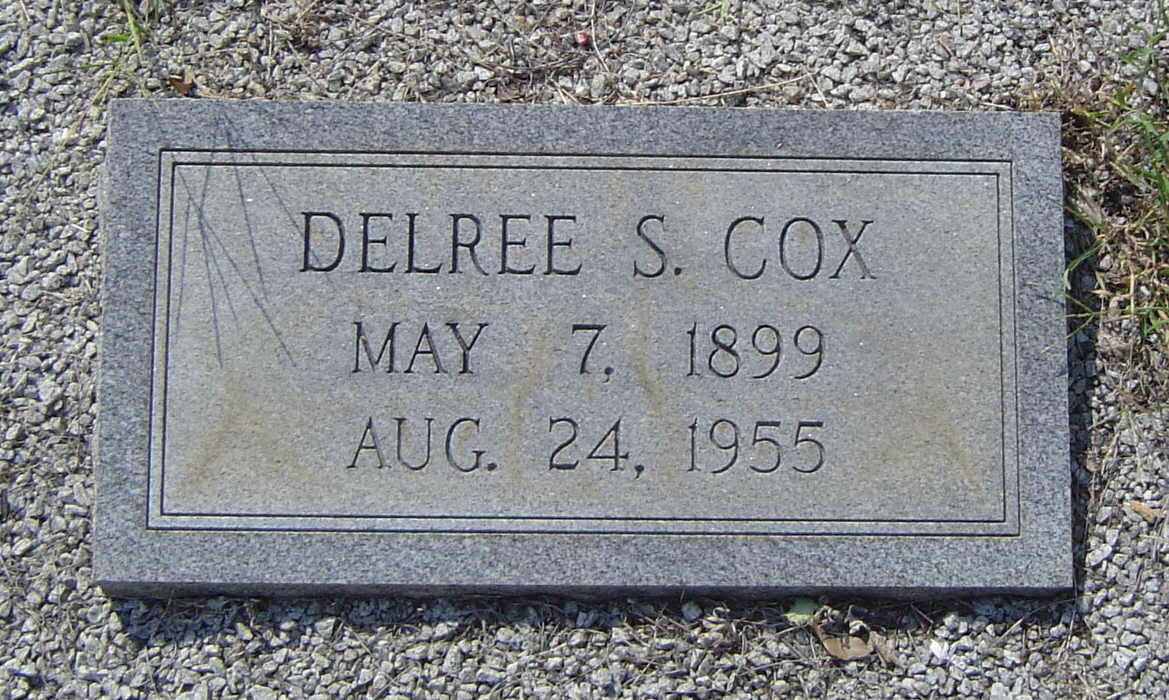 DELREE S. COX
MAY 7, 1899
AUG. 24, 1955